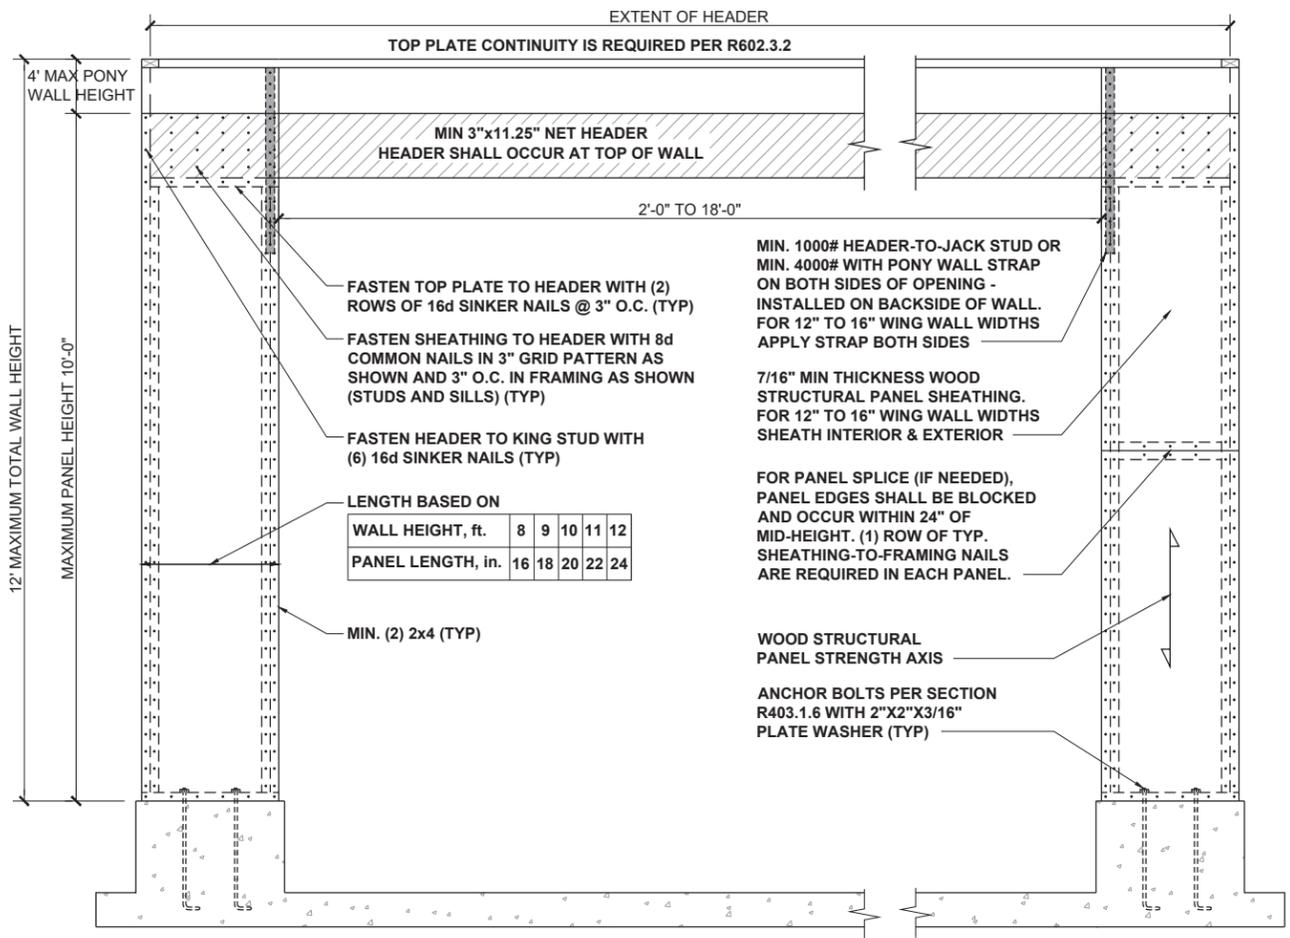 EXTENT OF HEADER
TOP PLATE CONTINUITY IS REQUIRED PER R602.3.2
4' MAX PONY
WALL HEIGHT
MIN 3"x11.25" NET HEADER
HEADER SHALL OCCUR AT TOP OF WALL
2'-0" TO 18'-0"
12' MAXIMUM TOTAL WALL HEIGHT
MAXIMUM PANEL HEIGHT 10'-0"
FASTEN TOP PLATE TO HEADER WITH (2)
ROWS OF 16d SINKER NAILS @ 3" O.C. (TYP)
FASTEN SHEATHING TO HEADER WITH 8d
COMMON NAILS IN 3" GRID PATTERN AS
SHOWN AND 3" O.C. IN FRAMING AS SHOWN
(STUDS AND SILLS) (TYP)
FASTEN HEADER TO KING STUD WITH
(6) 16d SINKER NAILS (TYP)
LENGTH BASED ON
WALL HEIGHT, ft. 8 9 10 11 12
PANEL LENGTH, in. 16 18 20 22 24
MIN. (2) 2x4 (TYP)
MIN. 1000# HEADER-TO-JACK STUD OR
MIN. 4000# WITH PONY WALL STRAP
ON BOTH SIDES OF OPENING -
INSTALLED ON BACKSIDE OF WALL.
FOR 12" TO 16" WING WALL WIDTHS
APPLY STRAP BOTH SIDES
7/16" MIN THICKNESS WOOD
STRUCTURAL PANEL SHEATHING.
FOR 12" TO 16" WING WALL WIDTHS
SHEATH INTERIOR & EXTERIOR
FOR PANEL SPLICE (IF NEEDED),
PANEL EDGES SHALL BE BLOCKED
AND OCCUR WITHIN 24" OF
MID-HEIGHT. (1) ROW OF TYP.
SHEATHING-TO-FRAMING NAILS
ARE REQUIRED IN EACH PANEL.
WOOD STRUCTURAL
PANEL STRENGTH AXIS
ANCHOR BOLTS PER SECTION
R403.1.6 WITH 2"X2"X3/16"
PLATE WASHER (TYP)